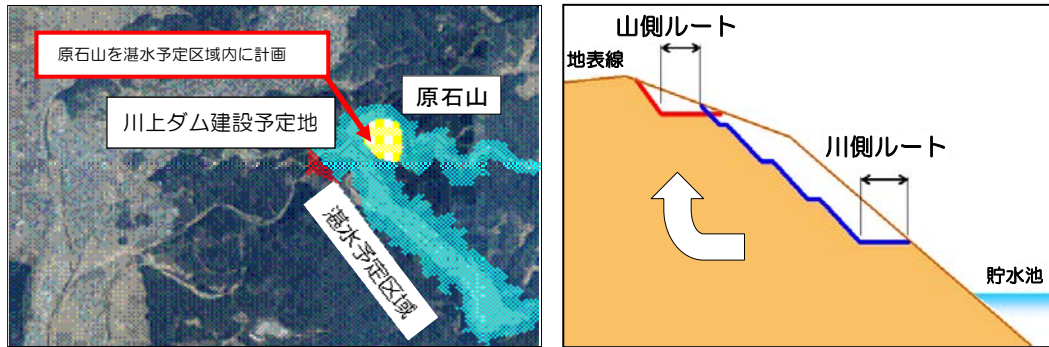 原石山を湛水予定区域内に計画
原石山
川上ダム建設予定地
湛水予定区域
山側ルート
地表線
川側ルート
貯水池